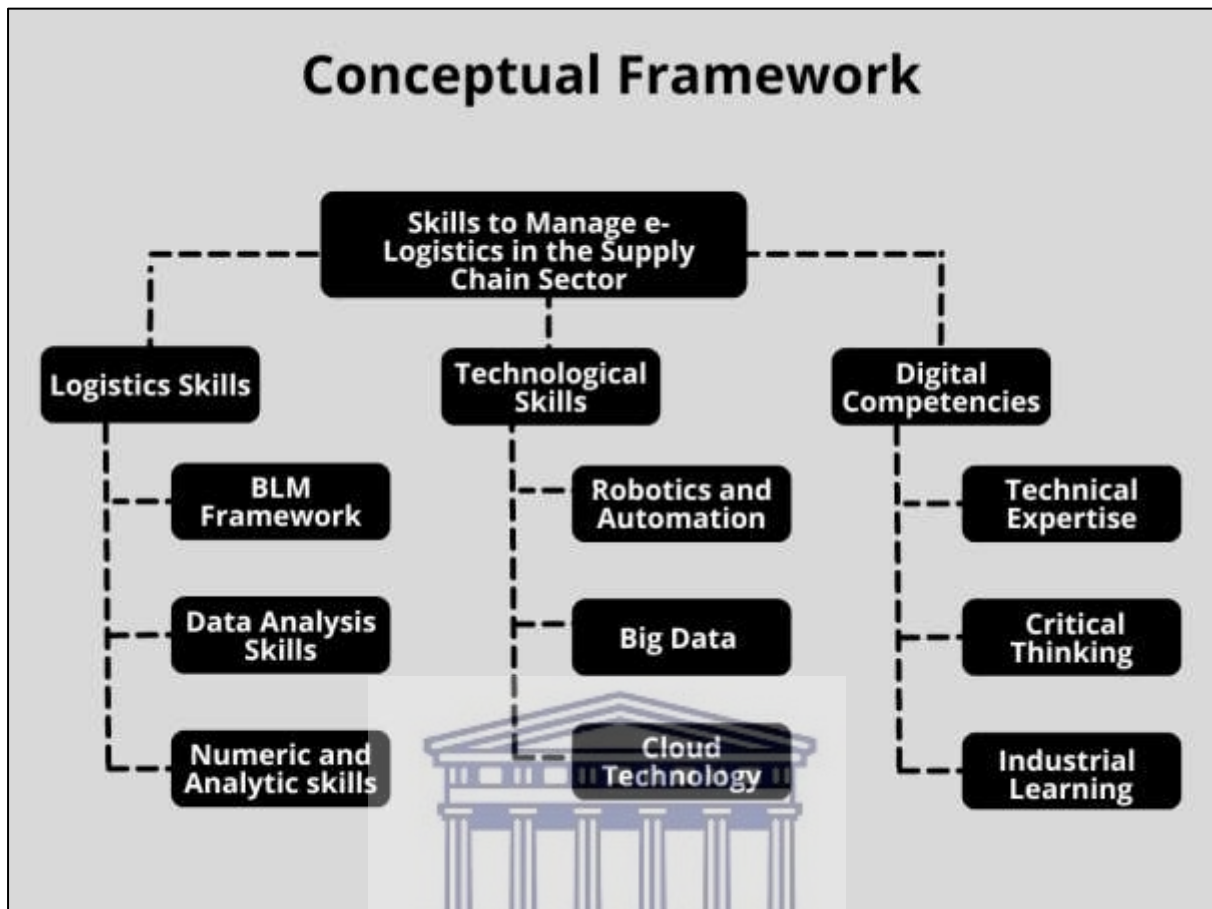 Conceptual Framework
Skills to Manage e-
Logistics in the Supply
Chain Sector
Logistics Skills
Technological
Skills
Digital
Competencies
BLM
Framework
Robotics and
Automation
Technical
Expertise
Data Analysis
Skills
Big Data
Critical
Thinking
Numeric and
Analytic skills
Cloud
Technology
Industrial
Learning